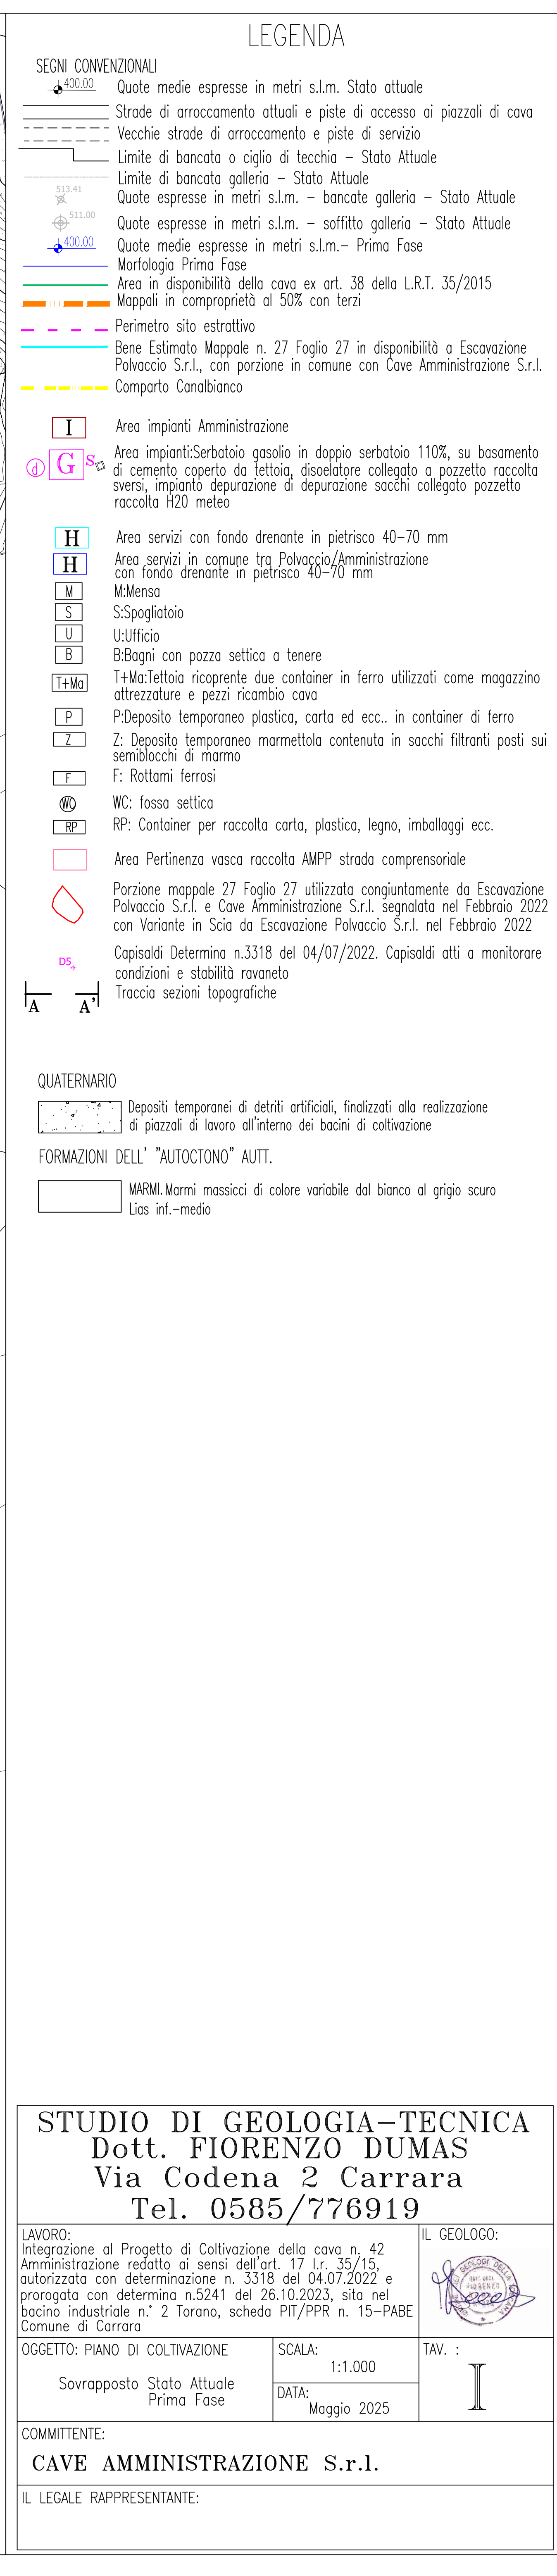 LEGENDA
SEGNI CONVENZIONALI
400.00 Quote medie espresse in metri s.l.m. Stato attuale
Strade di arroccamento attuali e piste di accesso ai piazzali di cava
Vecchie strade di arroccamento e piste di servizio
Limite di bancata o ciglio di tecchia – Stato Attuale
Limite di bancata galleria – Stato Attuale
513.41 Quote espresse in metri s.l.m. – bancate galleria – Stato Attuale
511.00 Quote espresse in metri s.l.m. – soffitto galleria – Stato Attuale
400.00 Quote medie espresse in metri s.l.m.– Prima Fase
Morfologia Prima Fase
Area in disponibilità della cava ex art. 38 della L.R.T. 35/2015
Mappali in comproprietà al 50% con terzi
Perimetro sito estrattivo
Bene Estimato Mappale n. 27 Foglio 27 in disponibilità a Escavazione
Polvaccio S.r.l., con porzione in comune con Cave Amministrazione S.r.l.
Comparto Canalbianco
I Area impianti Amministrazione
d G S Area impianti:Serbatoio gasolio in doppio serbatoio 110%, su basamento
di cemento coperto da tettoia, disoelatore collegato a pozzetto raccolta
sversi, impianto depurazione di depurazione sacchi collegato pozzetto
raccolta H20 meteo
H Area servizi con fondo drenante in pietrisco 40-70 mm
H Area servizi in comune tra Polvaccio/Amministrazione
con fondo drenante in pietrisco 40-70 mm
M M:Mensa
S S:Spogliatoio
U U:Ufficio
B B:Bagni con pozza settica a tenere
T+Ma T+Ma:Tettoia ricoprente due container in ferro utilizzati come magazzino
attrezzature e pezzi ricambio cava
P P:Deposito temporaneo plastica, carta ed ecc.. in container di ferro
Z Z: Deposito temporaneo marmettola contenuta in sacchi filtranti posti sui
semiblocchi di marmo
F F: Rottami ferrosi
WC WC: fossa settica
RP RP: Container per raccolta carta, plastica, legno, imballaggi ecc.
Area Pertinenza vasca raccolta AMPP strada comprensoriale
Porzione mappale 27 Foglio 27 utilizzata congiuntamente da Escavazione
Polvaccio S.r.l. e Cave Amministrazione S.r.l. segnalata nel Febbraio 2022
con Variante in Scia da Escavazione Polvaccio S.r.l. nel Febbraio 2022
D5 Capisaldi Determina n.3318 del 04/07/2022. Capisaldi atti a monitorare
condizioni e stabilità ravaneto
A A' Traccia sezioni topografiche
QUATERNARIO
Depositi temporanei di detriti artificiali, finalizzati alla realizzazione
di piazzali di lavoro all'interno dei bacini di coltivazione
FORMAZIONI DELL' "AUTOCTONO" AUTT.
MARMI. Marmi massicci di colore variabile dal bianco al grigio scuro
Lias inf.-medio
STUDIO DI GEOLOGIA-TECNICA
Dott. FIORENZO DUMAS
Via Codena 2 Carrara
Tel. 0585/776919
LAVORO:
Integrazione al Progetto di Coltivazione della cava n. 42
Amministrazione redatto ai sensi dell'art. 17 l.r. 35/15,
autorizzata con determinazione n. 3318 del 04.07.2022 e
prorogata con determina n.5241 del 26.10.2023, sita nel
bacino industriale n.° 2 Torano, scheda PIT/PPR n. 15-PABE
Comune di Carrara
IL GEOLOGO:
OGGETTO: PIANO DI COLTIVAZIONE
Sovrapposto Stato Attuale
Prima Fase
SCALA:
1:1.000
DATA:
Maggio 2025
TAV. :
I
COMMITTENTE:
CAVE AMMINISTRAZIONE S.r.l.
IL LEGALE RAPPRESENTANTE: